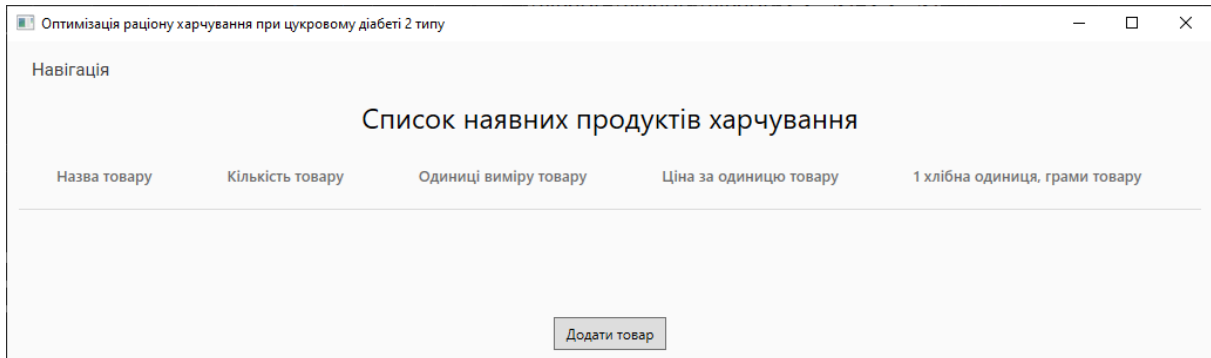 Оптимізація раціону харчування при цукровому діабеті 2 типу
Навігація
Список наявних продуктів харчування
Назва товару Кількість товару Одиниці виміру товару Ціна за одиницю товару 1 хлібна одиниця, грами товару
Додати товар